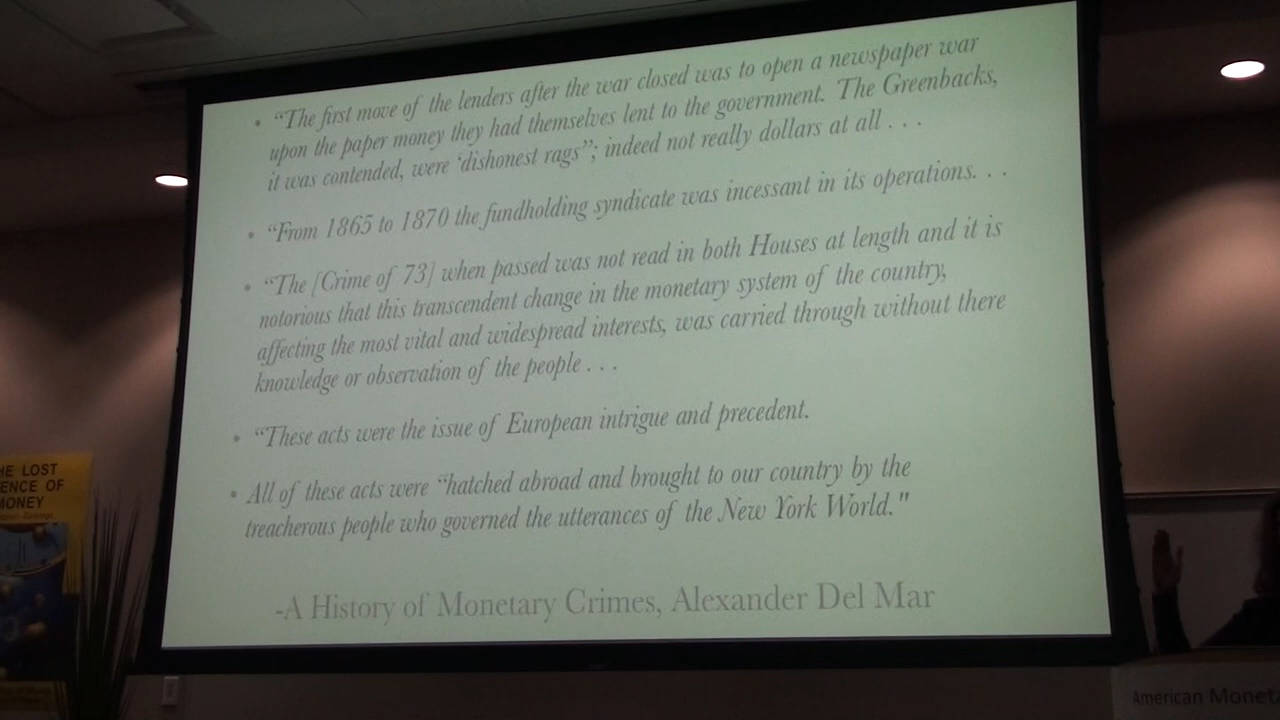 • “The first move of the lenders after the war closed was to open a newspaper war
upon the paper money they had themselves lent to the government. The Greenbacks,
it was contended, were ‘dishonest rags”; indeed not really dollars at all . . .
• “From 1865 to 1870 the fundholding syndicate was incessant in its operations. . .
• “The [Crime of 73] when passed was not read in both Houses at length and it is
notorious that this transcendent change in the monetary system of the country,
affecting the most vital and widespread interests, was carried through without there
knowledge or observation of the people . . .
• “These acts were the issue of European intrigue and precedent.
• All of these acts were “hatched abroad and brought to our country by the
treacherous people who governed the utterances of the New York World."
-A History of Monetary Crimes, Alexander Del Mar
HE LOST
ENCE OF
MONEY
American Moneta